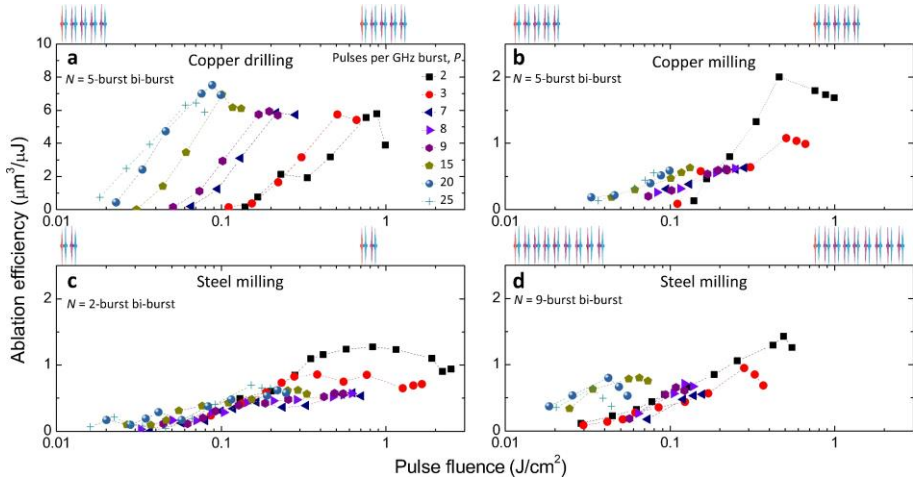 a
Copper drilling
N = 5-burst bi-burst
Pulses per GHz burst, P.
2
3
7
8
9
15
20
25
10
8
6
4
2
0
0.01
0.1
1
b
Copper milling
N = 5-burst bi-burst
2
1
0
0.01
0.1
1
c
Steel milling
N = 2-burst bi-burst
2
1
0
0.01
0.1
1
d
Steel milling
N = 9-burst bi-burst
2
1
0
0.01
0.1
1
Ablation efficiency (μm³/μJ)
Pulse fluence (J/cm²)